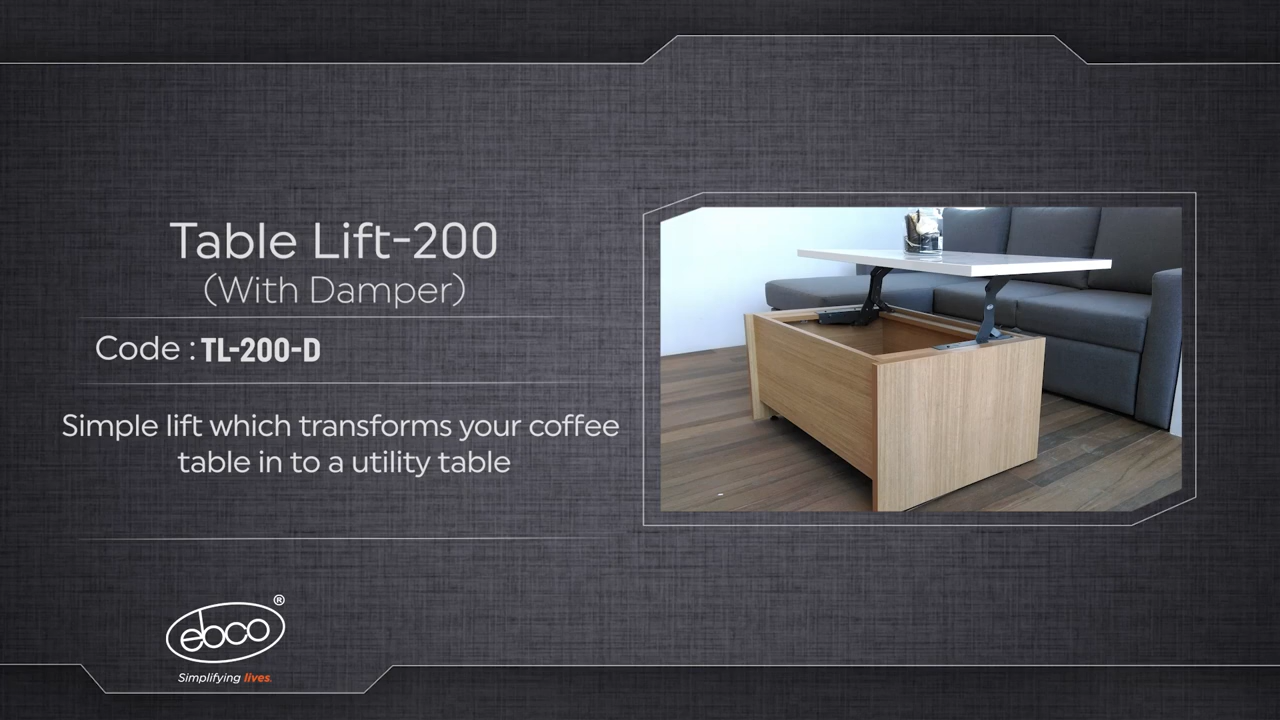 Table Lift-200
(With Damper)
Code : TL-200-D
Simple lift which transforms your coffee
table in to a utility table
ebco®
Simplifying lives.